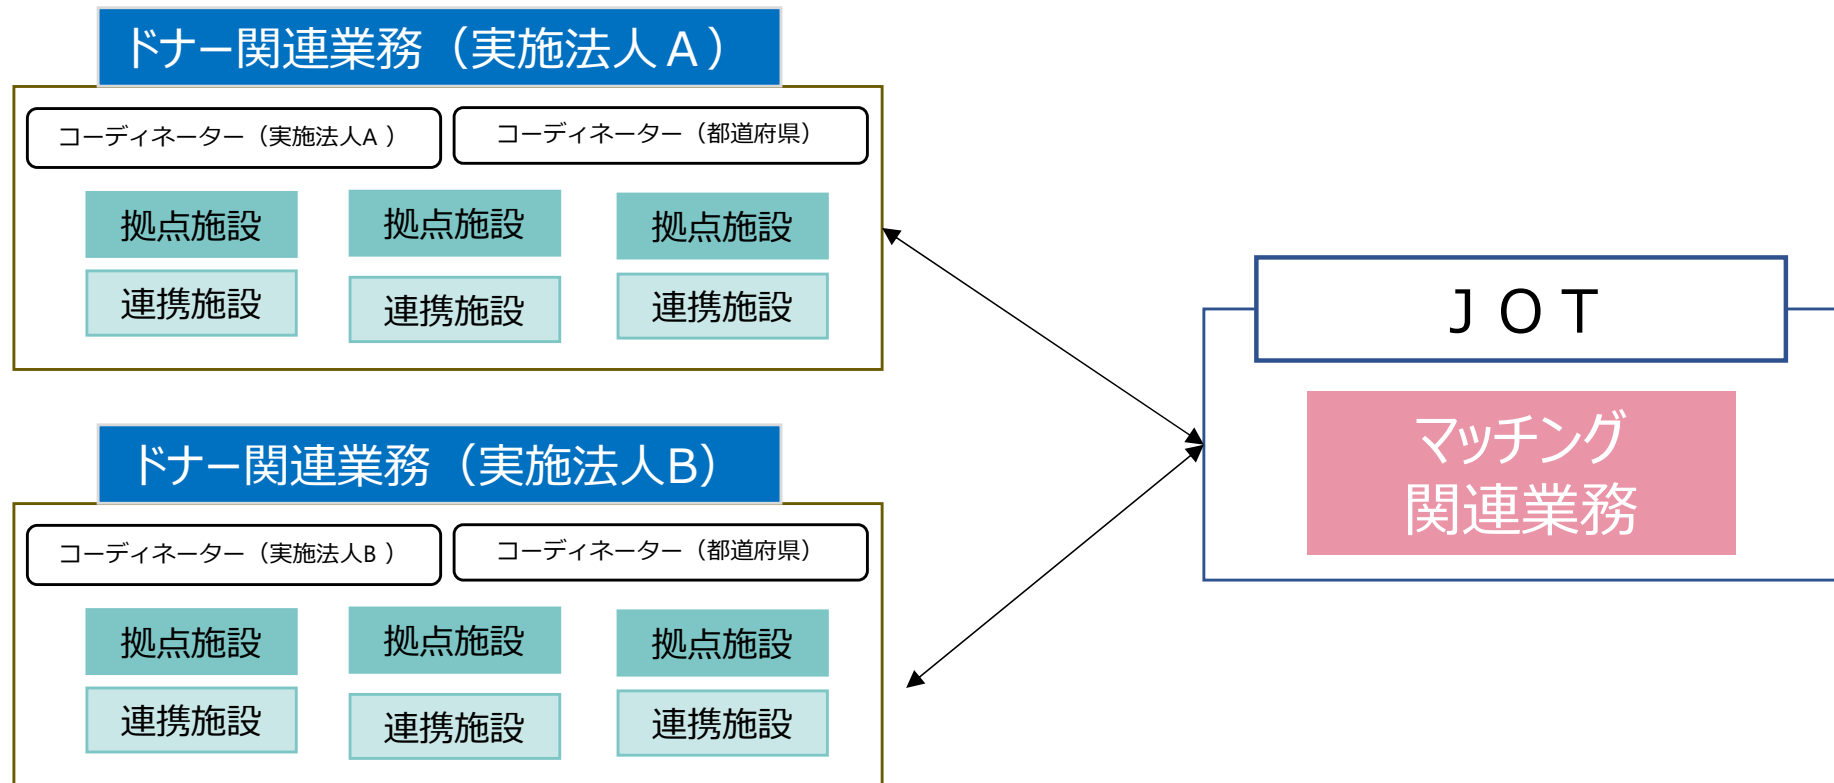 ドナー関連業務（実施法人Ａ）
コーディネーター（実施法人A ）
コーディネーター（都道府県）
拠点施設
拠点施設
拠点施設
連携施設
連携施設
連携施設
ドナー関連業務（実施法人B）
コーディネーター（実施法人B ）
コーディネーター（都道府県）
拠点施設
拠点施設
拠点施設
連携施設
連携施設
連携施設
ＪＯＴ
マッチング
関連業務